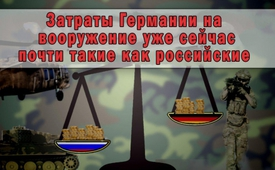 Затраты Германии на
вооружение уже сейчас
почти такие как российские